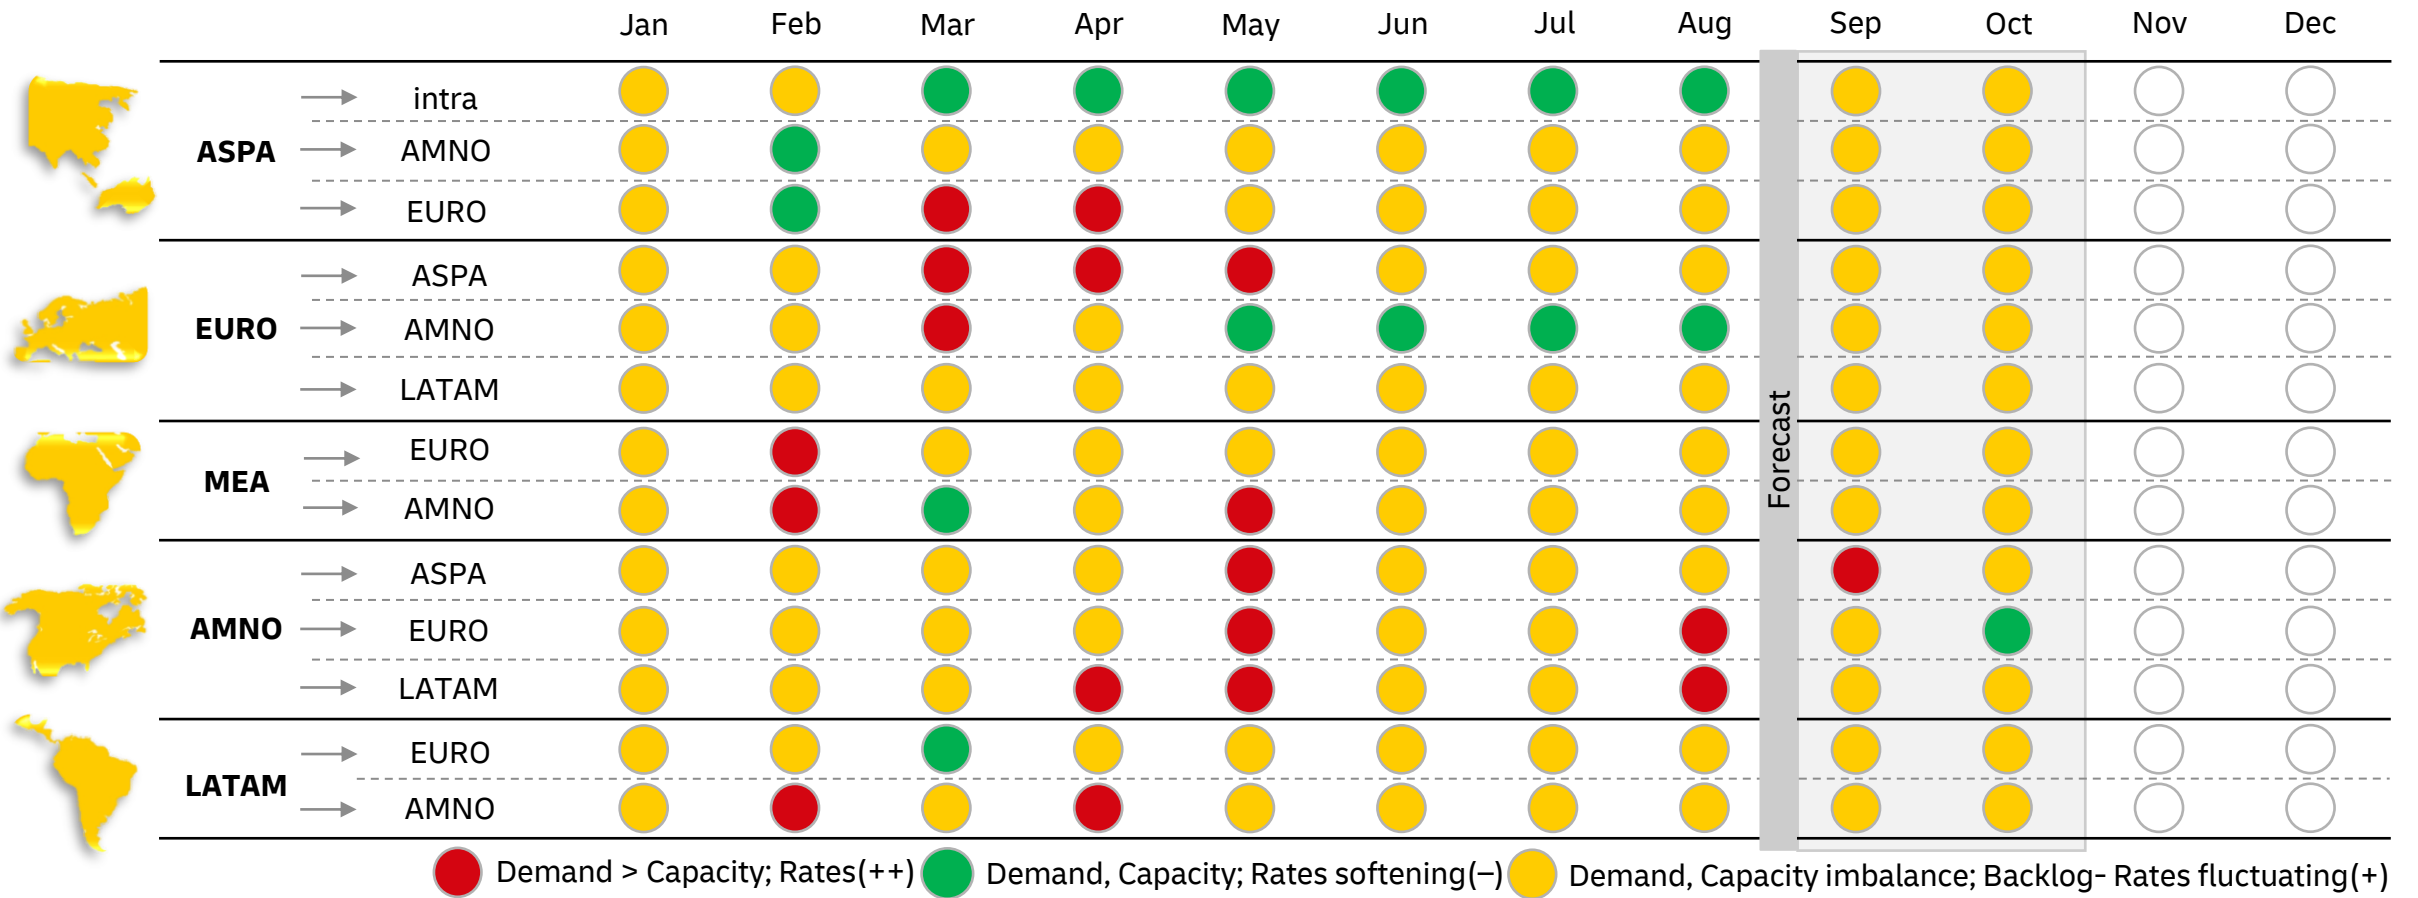 Jan Feb Mar Apr May Jun Jul Aug Sep Oct Nov Dec
ASPA
intra
AMNO
EURO
EURO
ASPA
AMNO
LATAM
MEA
EURO
AMNO
AMNO
ASPA
EURO
LATAM
LATAM
EURO
AMNO
Forecast
Demand > Capacity; Rates(++) Demand, Capacity; Rates softening(–) Demand, Capacity imbalance; Backlog- Rates fluctuating(+)